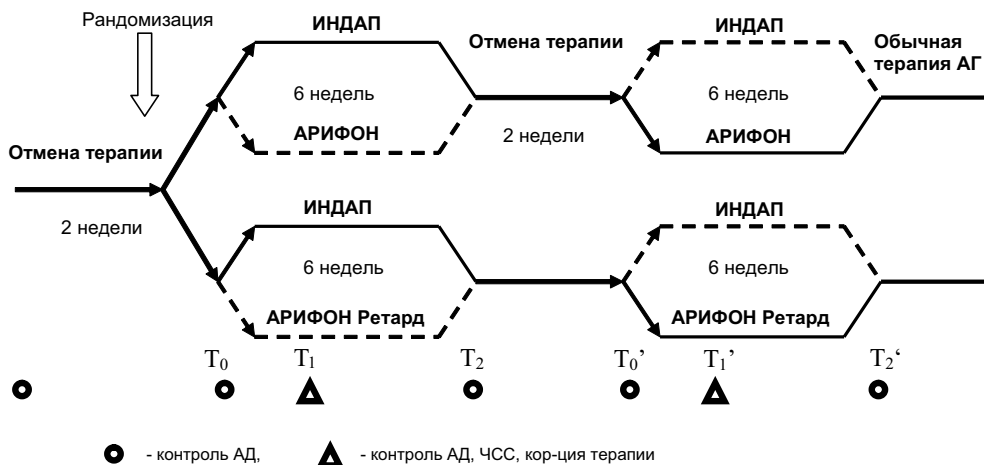 Рандомизация
ИНДАП
Отмена терапии
ИНДАП
Обычная
терапия АГ
6 недель
6 недель
АРИФОН
2 недели
АРИФОН
Отмена терапии
2 недели
ИНДАП
ИНДАП
6 недель
6 недель
АРИФОН Ретард
АРИФОН Ретард
T0
T1
T2
T0’
T1’
T2‘
- контроль АД,
- контроль АД, ЧСС, кор-ция терапии